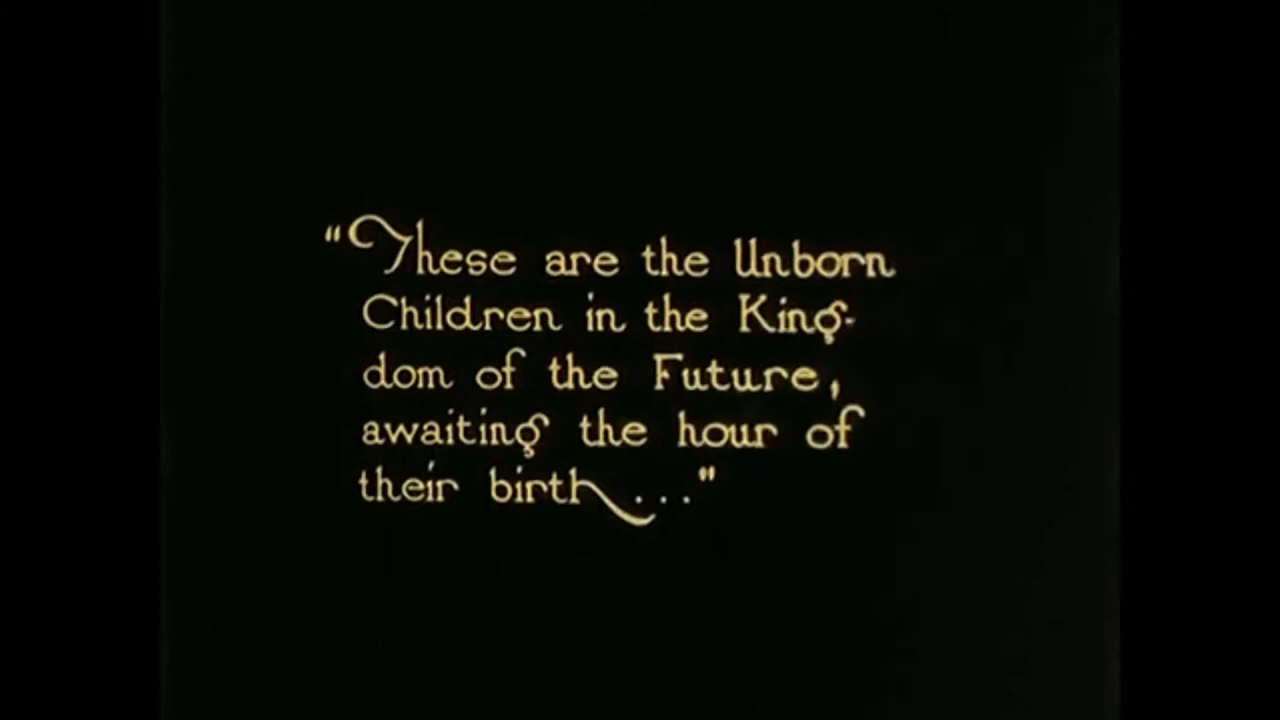 "These are the Unborn
Children in the King-
dom of the Future,
awaiting the hour of
their birth..."